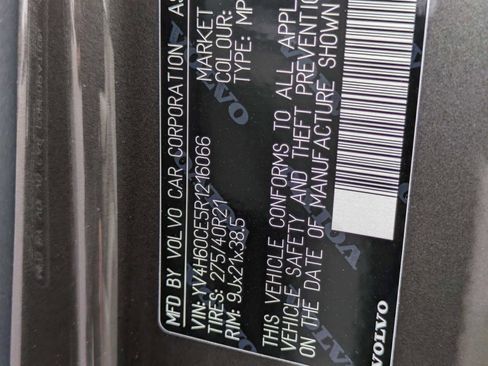 MFD BY VOLVO CAR CORPORATION
VIN: YV4H60CE5R1216066 MARKET
TIRES: 275/40R21 COLOUR:
RIM: 9Jx21x38.5 TYPE: MP
THIS VEHICLE CONFORMS TO ALL APPL
VEHICLE SAFETY AND THEFT PREVENTION
ON THE DATE OF MANUFACTURE SHOWN
VOLVO